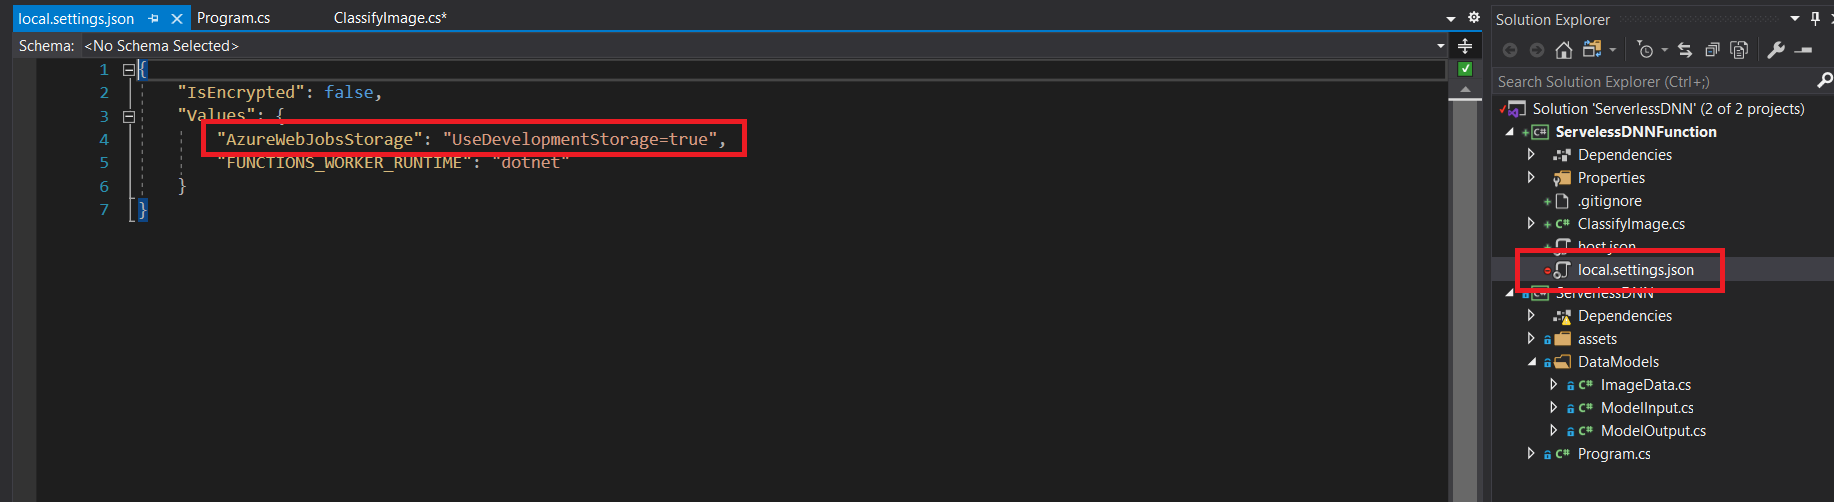 local.settings.json
Program.cs
ClassifyImage.cs*
Schema: <No Schema Selected>
1 {
2 "IsEncrypted": false,
3 "Values": {
4 "AzureWebJobsStorage": "UseDevelopmentStorage=true",
5 "FUNCTIONS_WORKER_RUNTIME": "dotnet"
6 }
7 }
Solution Explorer
Search Solution Explorer (Ctrl+;)
Solution 'ServerlessDNN' (2 of 2 projects)
C# ServelessDNNFunction
Dependencies
Properties
.gitignore
C# ClassifyImage.cs
host.json
local.settings.json
C# ServerlessDNN
Dependencies
assets
DataModels
C# ImageData.cs
C# ModelInput.cs
C# ModelOutput.cs
C# Program.cs